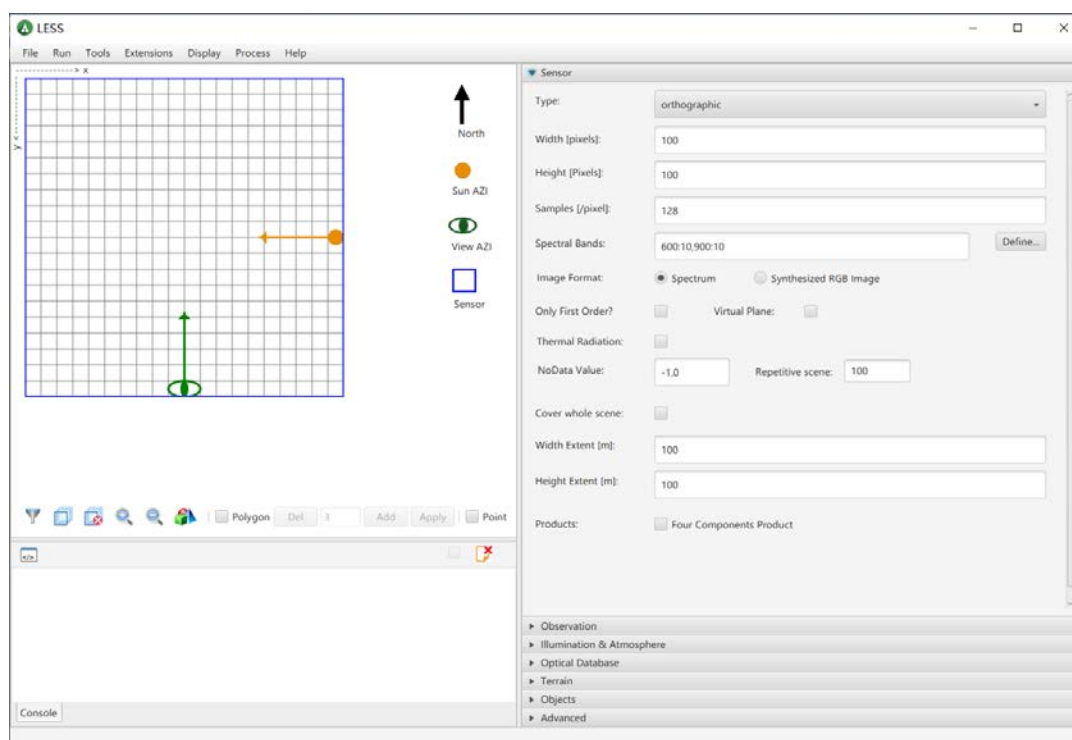 LESS
File Run Tools Extensions Display Process Help
-------------> x
y <------
North
Sun AZI
View AZI
Sensor
Polygon Del 3 Add Apply Point
Console
Sensor
Type: orthographic
Width [pixels]: 100
Height [Pixels]: 100
Samples [/pixel]: 128
Spectral Bands: 600:10,900:10 Define...
Image Format: Spectrum Synthesized RGB Image
Only First Order? Virtual Plane:
Thermal Radiation:
NoData Value: -1.0 Repetitive scene: 100
Cover whole scene:
Width Extent [m]: 100
Height Extent [m]: 100
Products: Four Components Product
Observation
Illumination & Atmosphere
Optical Database
Terrain
Objects
Advanced